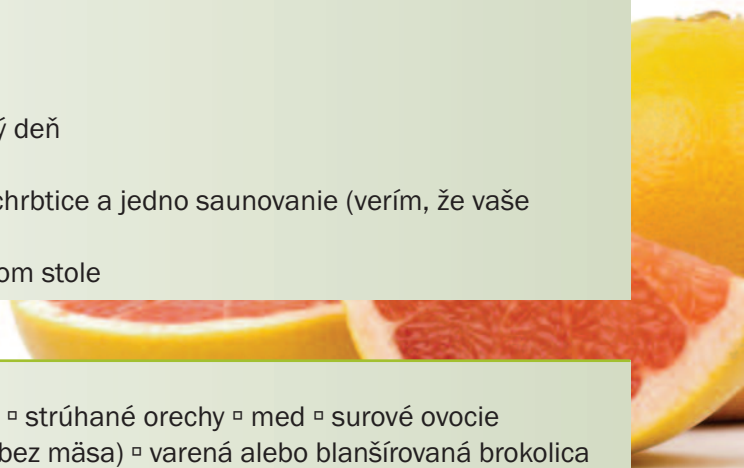 ý deň
chrbtice a jedno saunovanie (verím, že vaše
om stole
▫ strúhané orechy ▫ med ▫ surové ovocie
bez mäsa) ▫ varená alebo blanšírovaná brokolica